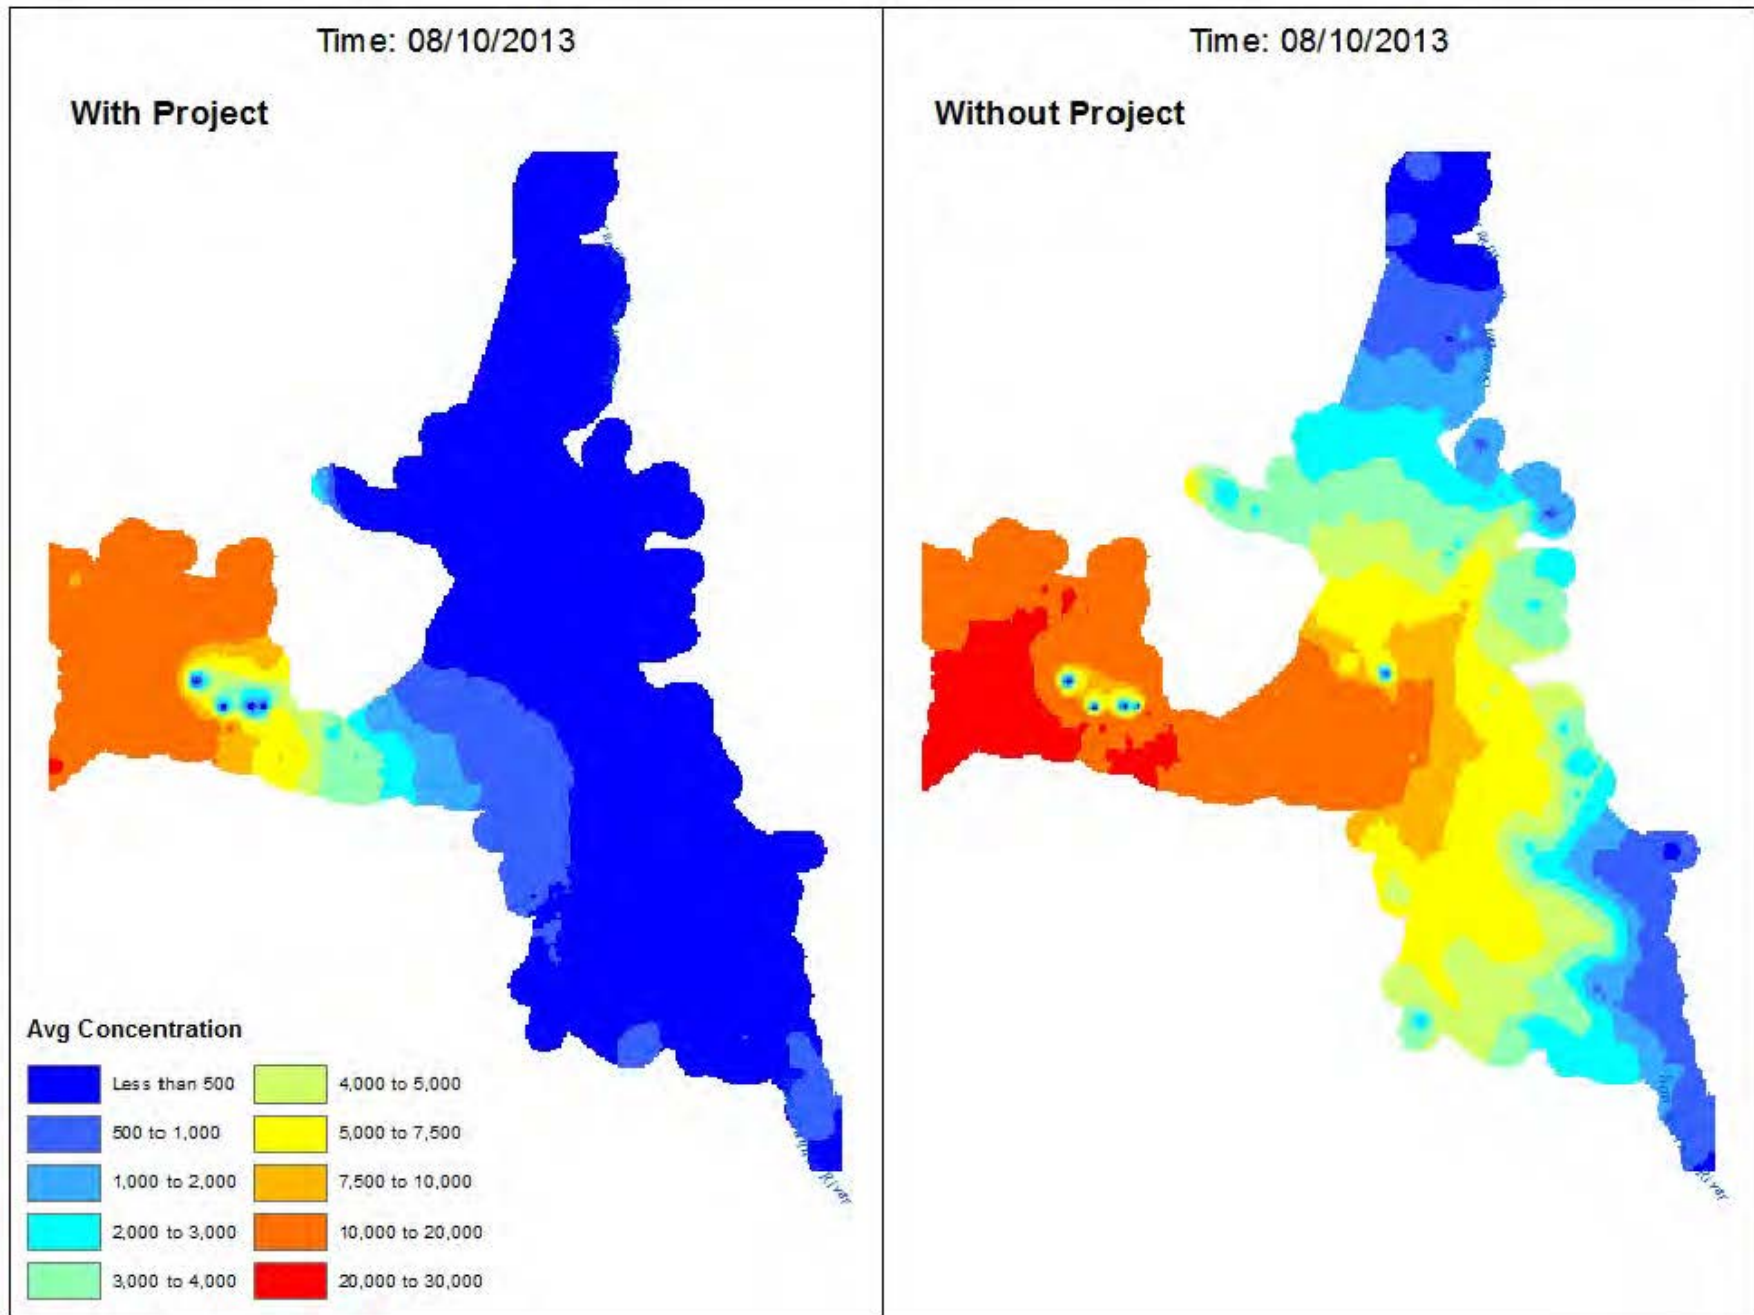 Time: 08/10/2013
With Project
Time: 08/10/2013
Without Project
Avg Concentration
Less than 500
500 to 1,000
1,000 to 2,000
2,000 to 3,000
3,000 to 4,000
4,000 to 5,000
5,000 to 7,500
7,500 to 10,000
10,000 to 20,000
20,000 to 30,000
River
River